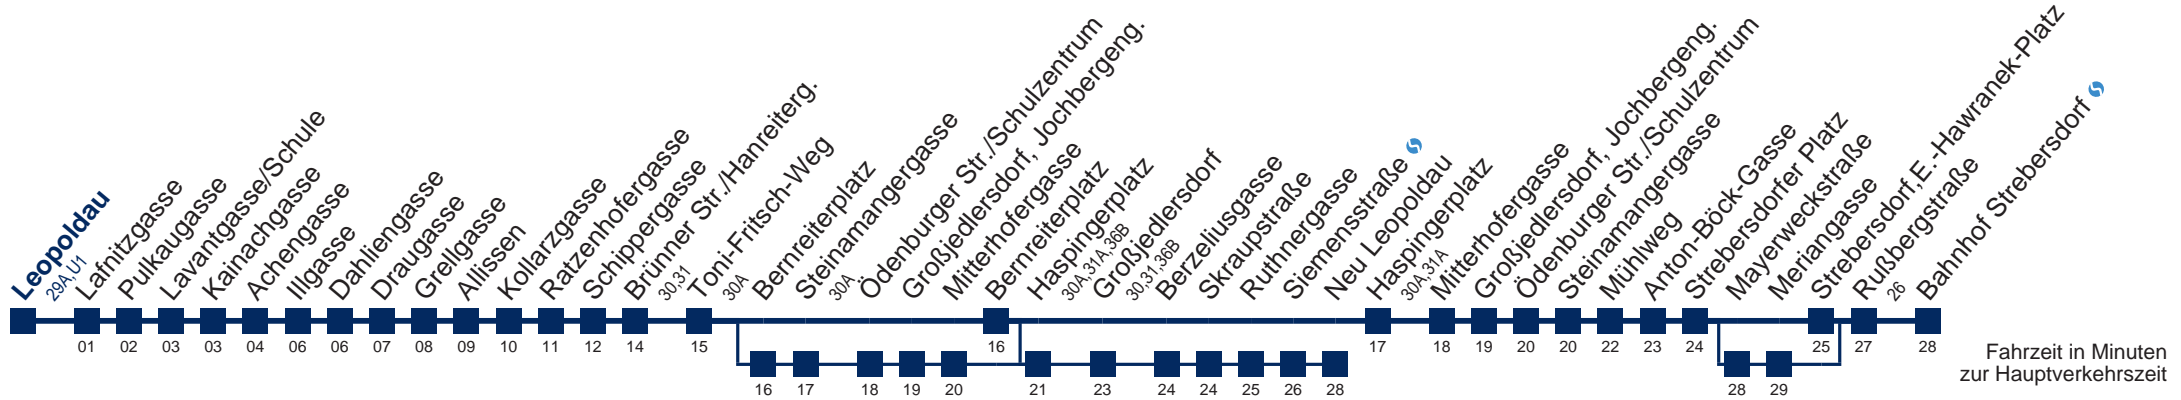 Leopoldau
29A,U1
Lafnitzgasse
Pulkaugasse
Lavantgasse/Schule
Kainachgasse
Achengasse
Illgasse
Dahliengasse
Draugasse
Grellgasse
Allissen
Kollarzgasse
Ratzenhofergasse
Schippergasse
Brünner Str./Hanreiterg.
30,31
Toni-Fritsch-Weg
30A
Bernreiterplatz
Steinamangergasse
30A
Ödenburger Str./Schulzentrum
Großjedlersdorf, Jochbergeng.
Mitterhofergasse
Bernreiterplatz
Haspingerplatz
30A,31A,36B
Großjedlersdorf
30,31,36B
Berzeliusgasse
Skraupstraße
Ruthnergasse
Siemensstraße
Neu Leopoldau
Haspingerplatz
30A,31A
Mitterhofergasse
Großjedlersdorf, Jochbergeng.
Ödenburger Str./Schulzentrum
Steinamangergasse
Mühlweg
Anton-Böck-Gasse
Strebersdorfer Platz
Mayerweckstraße
Meriangasse
Strebersdorf,E.-Hawranek-Platz
Rußbergstraße
26
Bahnhof Strebersdorf
01 02 03 03 04 06 06 07 08 09 10 11 12 14 15 16 17 18 19 20 20 22 23 24 25 27 28
16 17 18 19 20 21 23 24 24 25 26 28 28 29
Fahrzeit in Minuten
zur Hauptverkehrszeit